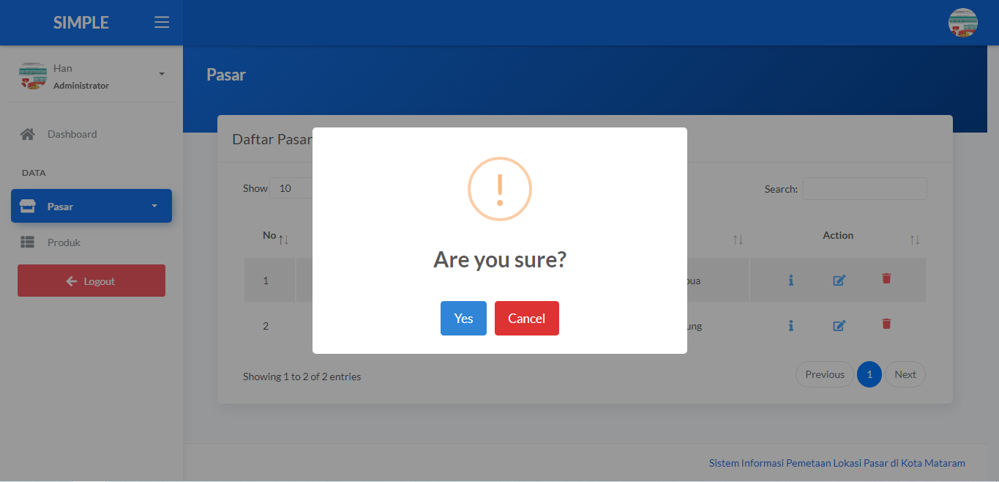 SIMPLE
Han
Administrator
Dashboard
DATA
Pasar
Produk
Logout
Pasar
Daftar Pasar
Show 10
Search:
No
Action
1
2
Showing 1 to 2 of 2 entries
Previous 1 Next
Are you sure?
Yes Cancel
Sistem Informasi Pemetaan Lokasi Pasar di Kota Mataram